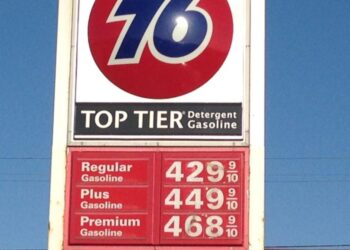 76
TOP TIER® Detergent Gasoline
Regular Gasoline 429 9/10
Plus Gasoline 449 9/10
Premium Gasoline 468 9/10